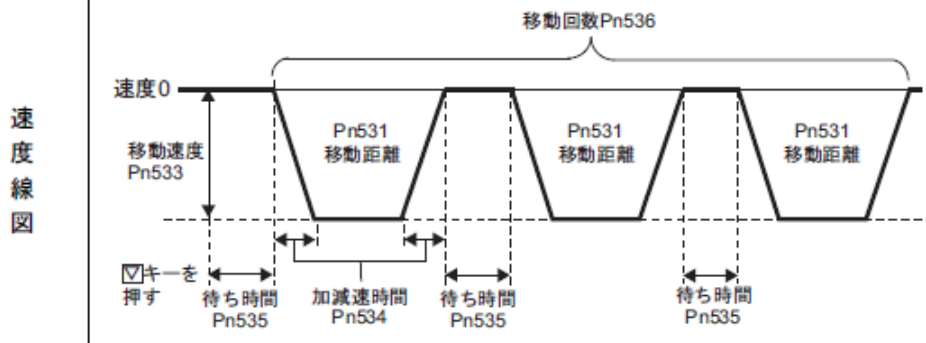 速度線図
移動回数Pn536
速度0
移動速度
Pn533
Pn531
移動距離
Pn531
移動距離
Pn531
移動距離
▽キーを
押す
待ち時間
Pn535
加減速時間
Pn534
待ち時間
Pn535
待ち時間
Pn535